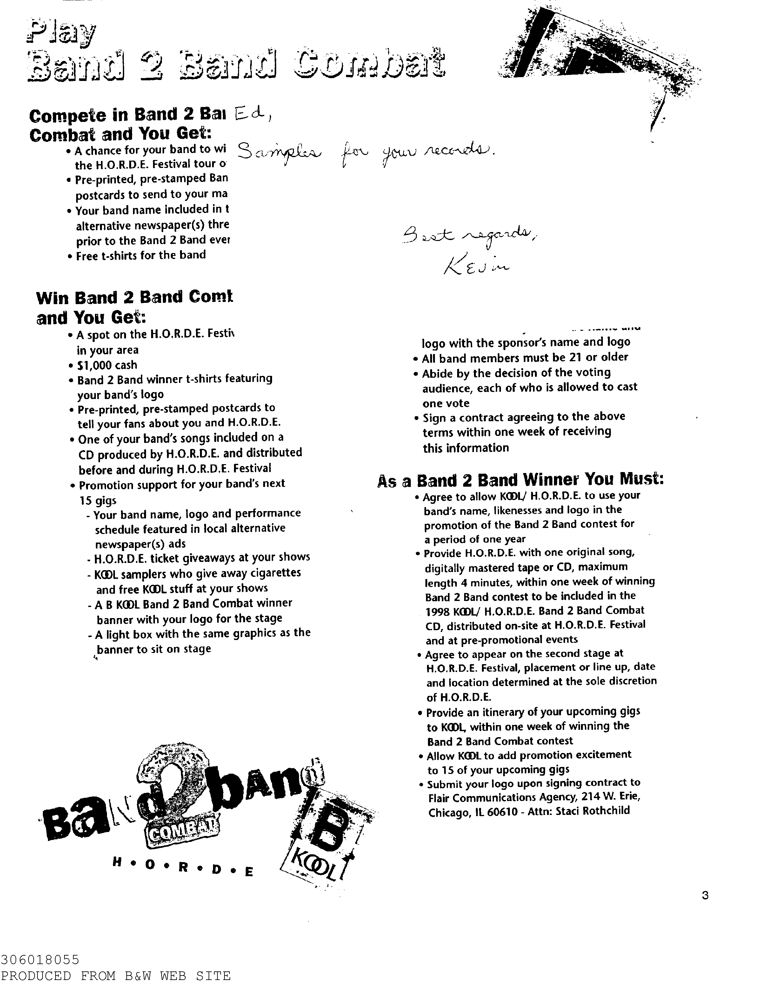 Play
Band 2 Band Combat
Compete in Band 2 Ba
Combat and You Get:
• A chance for your band to wi
the H.O.R.D.E. Festival tour o
• Pre-printed, pre-stamped Ban
postcards to send to your ma
• Your band name included in t
alternative newspaper(s) thre
prior to the Band 2 Band ever
• Free t-shirts for the band
Ed,
Samples for your records.
Best regards,
Kevin
Win Band 2 Band Comb
and You Get:
• A spot on the H.O.R.D.E. Festiv
in your area
• $1,000 cash
• Band 2 Band winner t-shirts featuring
your band's logo
• Pre-printed, pre-stamped postcards to
tell your fans about you and H.O.R.D.E.
• One of your band's songs included on a
CD produced by H.O.R.D.E. and distributed
before and during H.O.R.D.E. Festival
• Promotion support for your band's next
15 gigs
- Your band name, logo and performance
schedule featured in local alternative
newspaper(s) ads
- H.O.R.D.E. ticket giveaways at your shows
- KOOL samplers who give away cigarettes
and free KOOL stuff at your shows
- A B KOOL Band 2 Band Combat winner
banner with your logo for the stage
- A light box with the same graphics as the
banner to sit on stage
logo with the sponsor's name and logo
• All band members must be 21 or older
• Abide by the decision of the voting
audience, each of who is allowed to cast
one vote
• Sign a contract agreeing to the above
terms within one week of receiving
this information
As a Band 2 Band Winner You Must:
• Agree to allow KOOL/ H.O.R.D.E. to use your
band's name, likenesses and logo in the
promotion of the Band 2 Band contest for
a period of one year
• Provide H.O.R.D.E. with one original song,
digitally mastered tape or CD, maximum
length 4 minutes, within one week of winning
Band 2 Band contest to be included in the
1998 KOOL/ H.O.R.D.E. Band 2 Band Combat
CD, distributed on-site at H.O.R.D.E. Festival
and at pre-promotional events
• Agree to appear on the second stage at
H.O.R.D.E. Festival, placement or line up, date
and location determined at the sole discretion
of H.O.R.D.E.
• Provide an itinerary of your upcoming gigs
to KOOL, within one week of winning the
Band 2 Band Combat contest
• Allow KOOL to add promotion excitement
to 15 of your upcoming gigs
• Submit your logo upon signing contract to
Flair Communications Agency, 214 W. Erie,
Chicago, IL 60610 - Attn: Staci Rothchild
Band 2 band
COMBAT
H • O • R • D • E
B
KOOL
3
306018055
PRODUCED FROM B&W WEB SITE